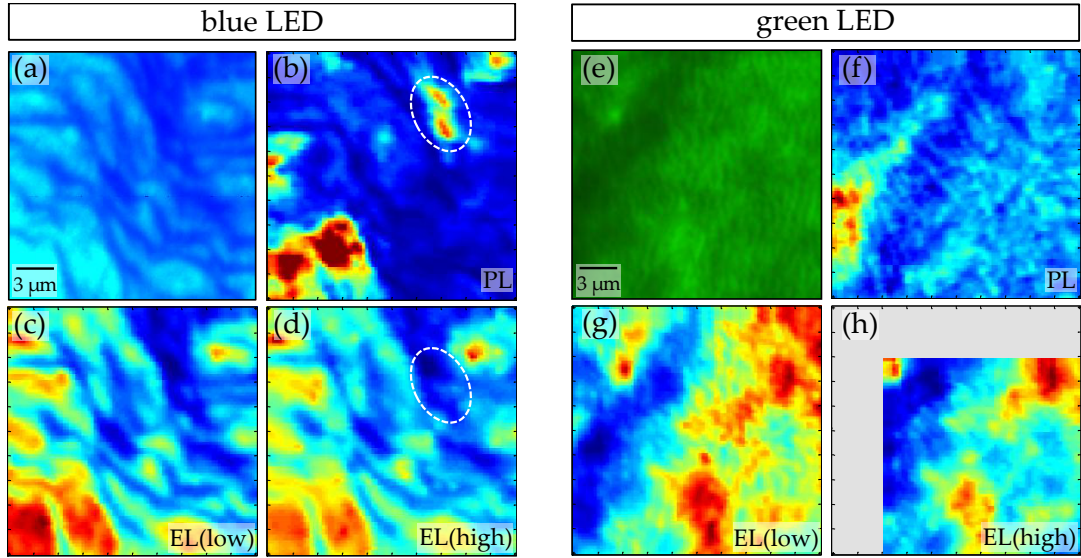 blue LED
green LED
(a)
(b)
(e)
(f)
3 µm
PL
3 µm
PL
(c)
(d)
(g)
(h)
EL(low)
EL(high)
EL(low)
EL(high)